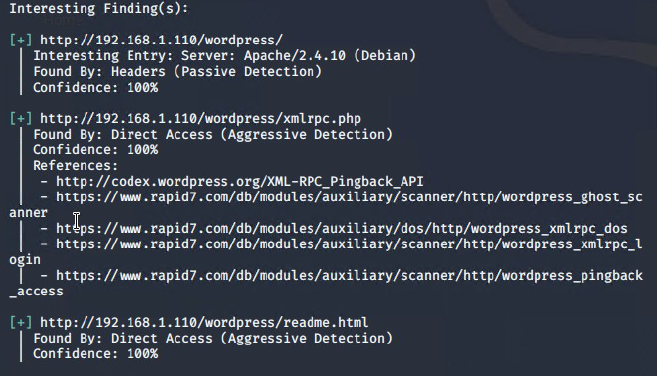 Interesting Finding(s):
[+] http://192.168.1.110/wordpress/
| Interesting Entry: Server: Apache/2.4.10 (Debian)
| Found By: Headers (Passive Detection)
| Confidence: 100%
[+] http://192.168.1.110/wordpress/xmlrpc.php
| Found By: Direct Access (Aggressive Detection)
| Confidence: 100%
| References:
|  - http://codex.wordpress.org/XML-RPC_Pingback_API
|  - https://www.rapid7.com/db/modules/auxiliary/scanner/http/wordpress_ghost_sc
anner
|  - https://www.rapid7.com/db/modules/auxiliary/dos/http/wordpress_xmlrpc_dos
|  - https://www.rapid7.com/db/modules/auxiliary/scanner/http/wordpress_xmlrpc_l
ogin
|  - https://www.rapid7.com/db/modules/auxiliary/scanner/http/wordpress_pingback
_access
[+] http://192.168.1.110/wordpress/readme.html
| Found By: Direct Access (Aggressive Detection)
| Confidence: 100%